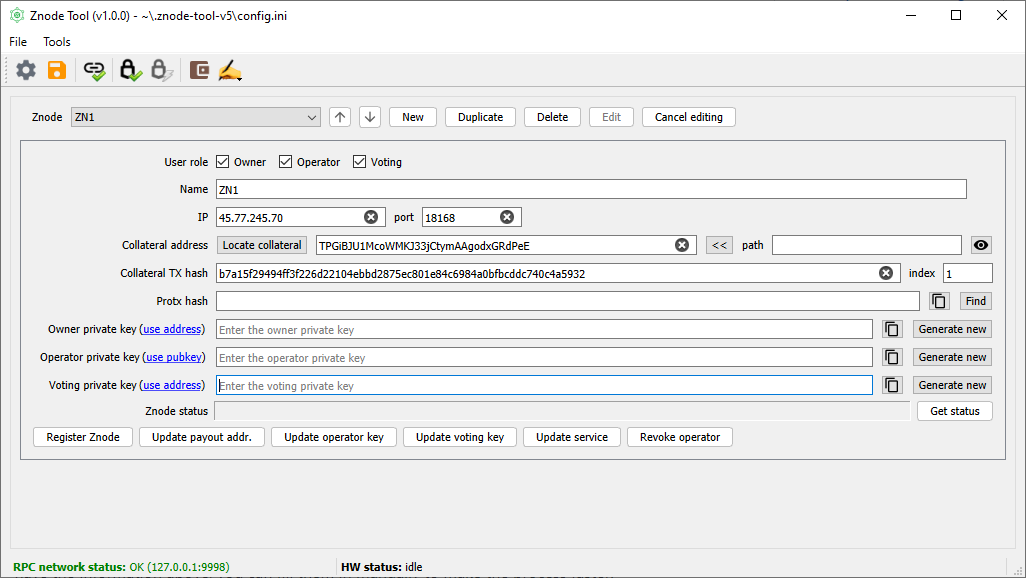 Znode Tool (v1.0.0) - ~\.znode-tool-v5\config.ini
File Tools
Znode ZN1 New Duplicate Delete Edit Cancel editing
User role Owner Operator Voting
Name ZN1
IP 45.77.245.70 port 18168
Collateral address Locate collateral TPGiBJU1McoWMKJ33jCtymAAgodxGRdPeE << path
Collateral TX hash b7a15f29494ff3f226d22104ebbd2875ec801e84c6984a0bfbcddc740c4a5932 index 1
Protx hash Find
Owner private key (use address) Enter the owner private key Generate new
Operator private key (use pubkey) Enter the operator private key Generate new
Voting private key (use address) Enter the voting private key Generate new
Znode status Get status
Register Znode Update payout addr. Update operator key Update voting key Update service Revoke operator
RPC network status: OK (127.0.0.1:9998) HW status: idle